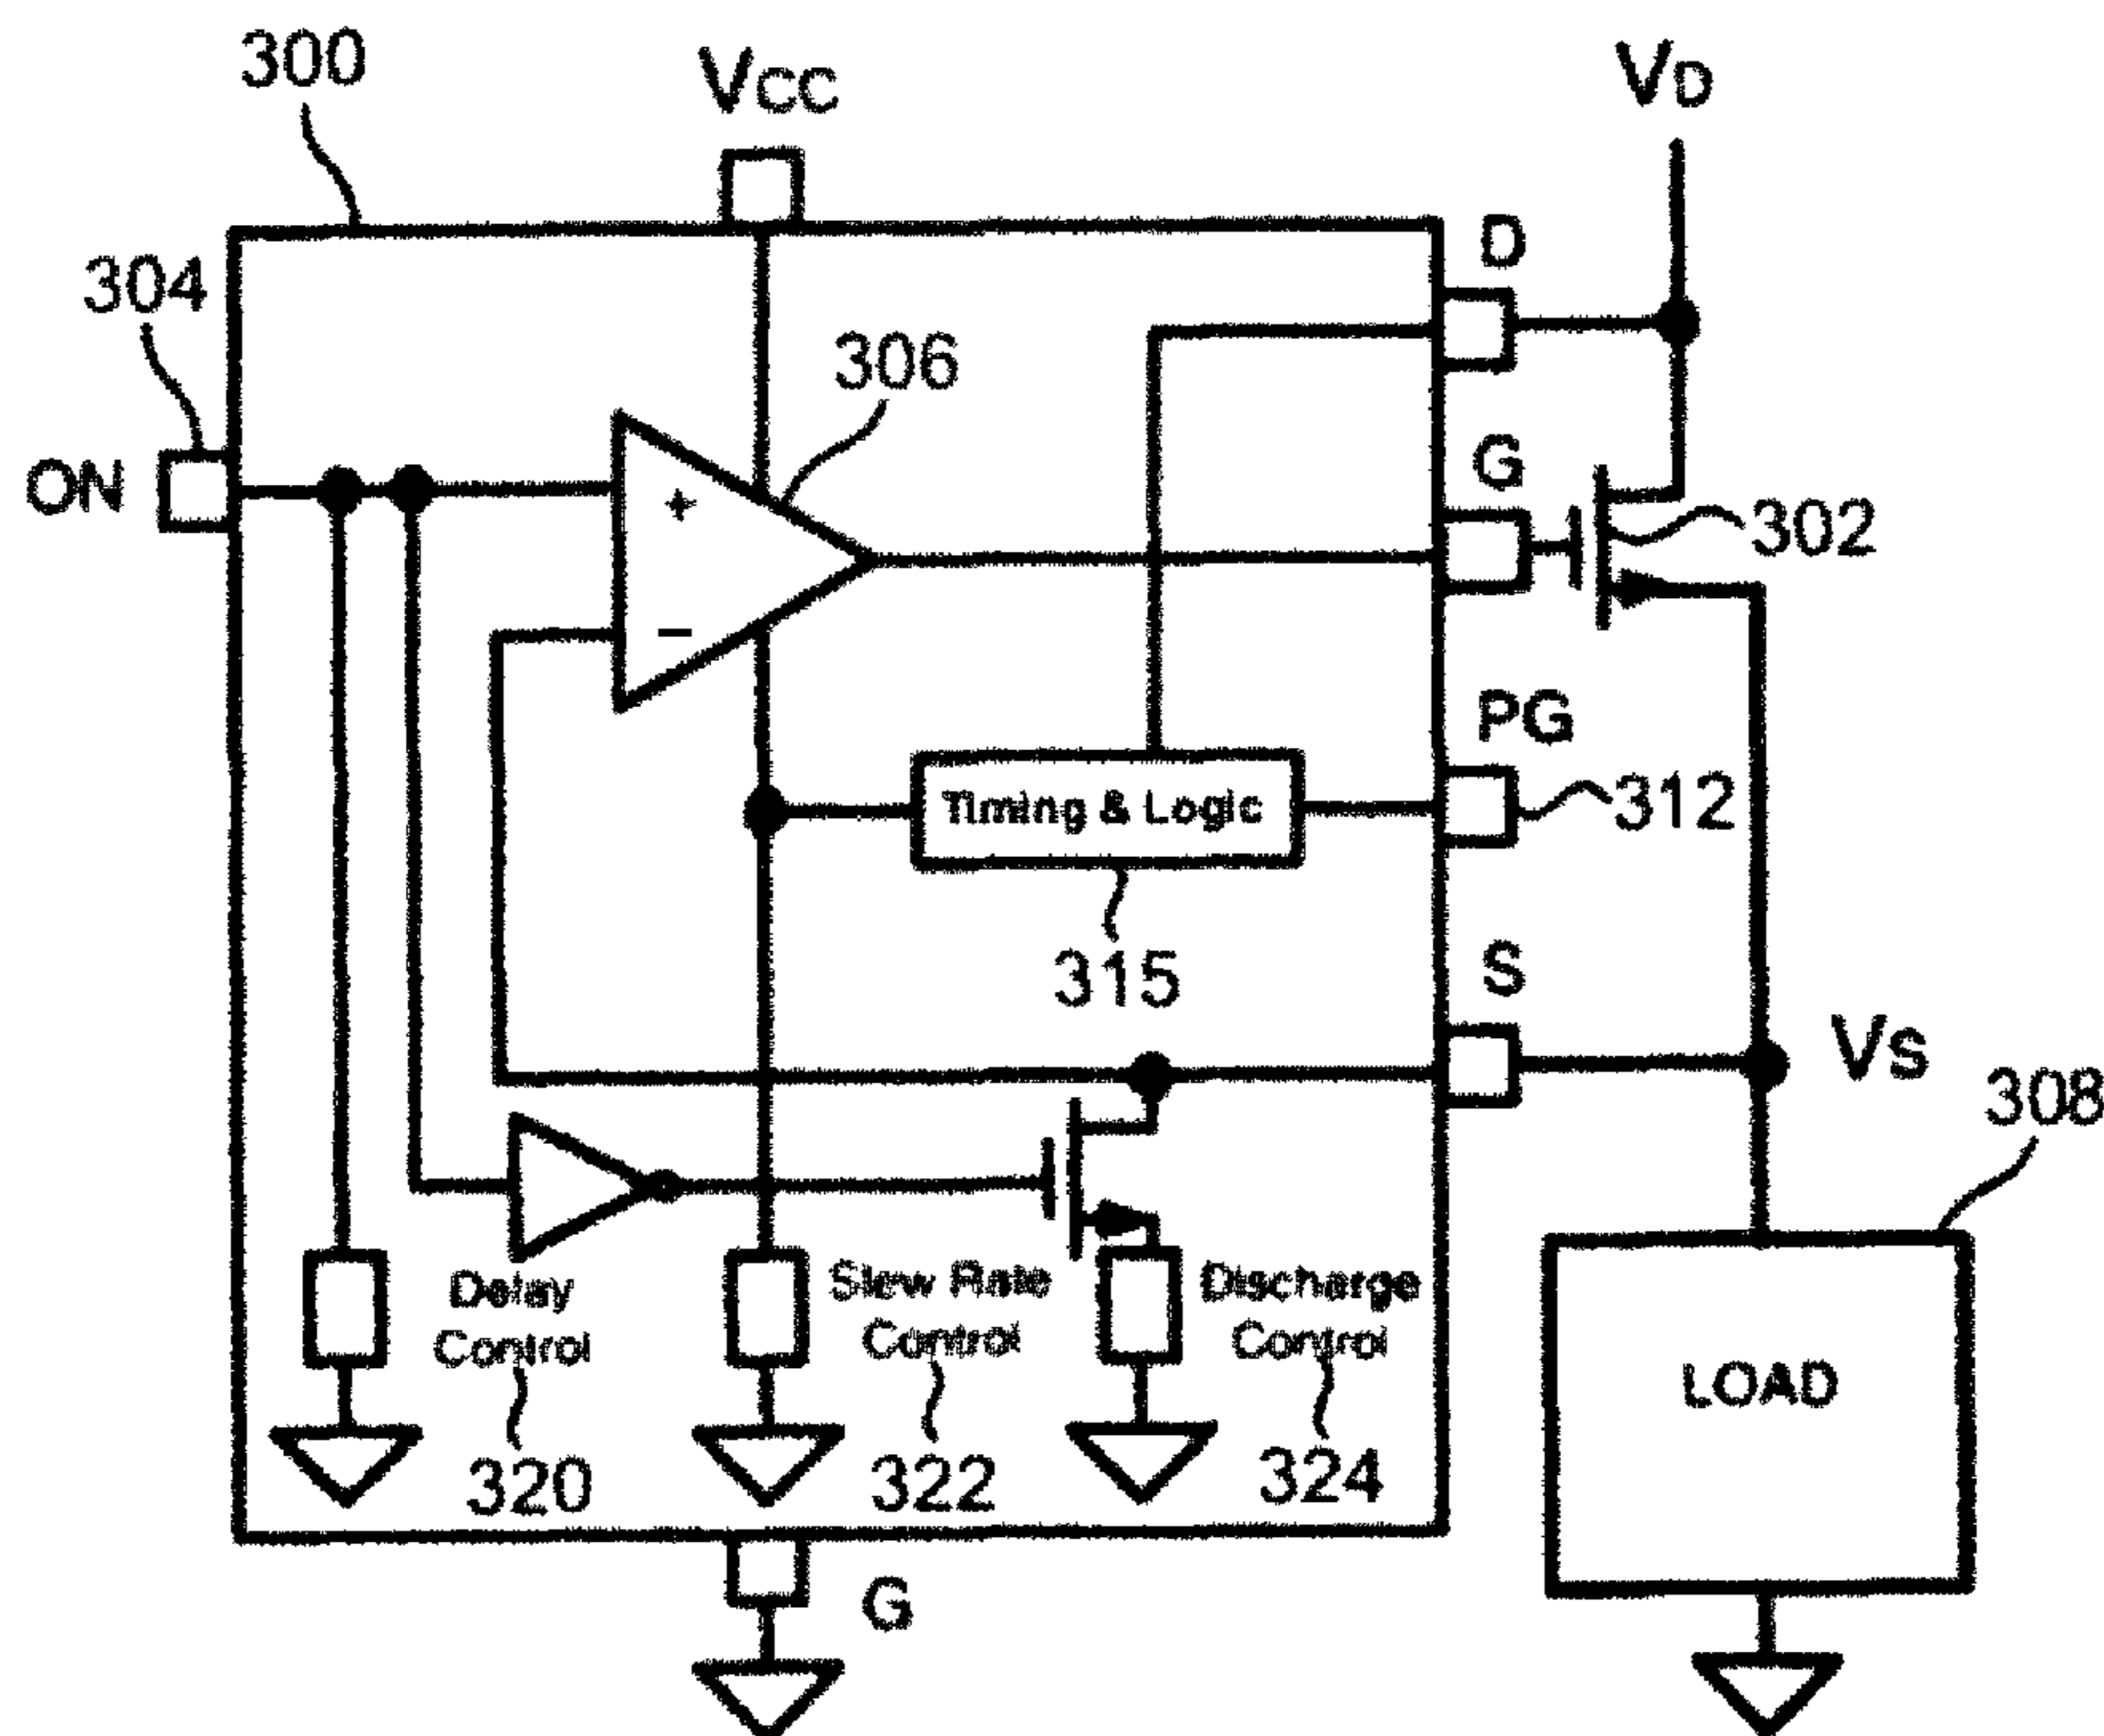 300
VCC
VD
304
D
306
ON
+
G
302
−
PG
Timing & Logic
312
315
S
VS
308
Delay
Control
Slew Rate
Control
Discharge
Control
LOAD
320
322
324
G